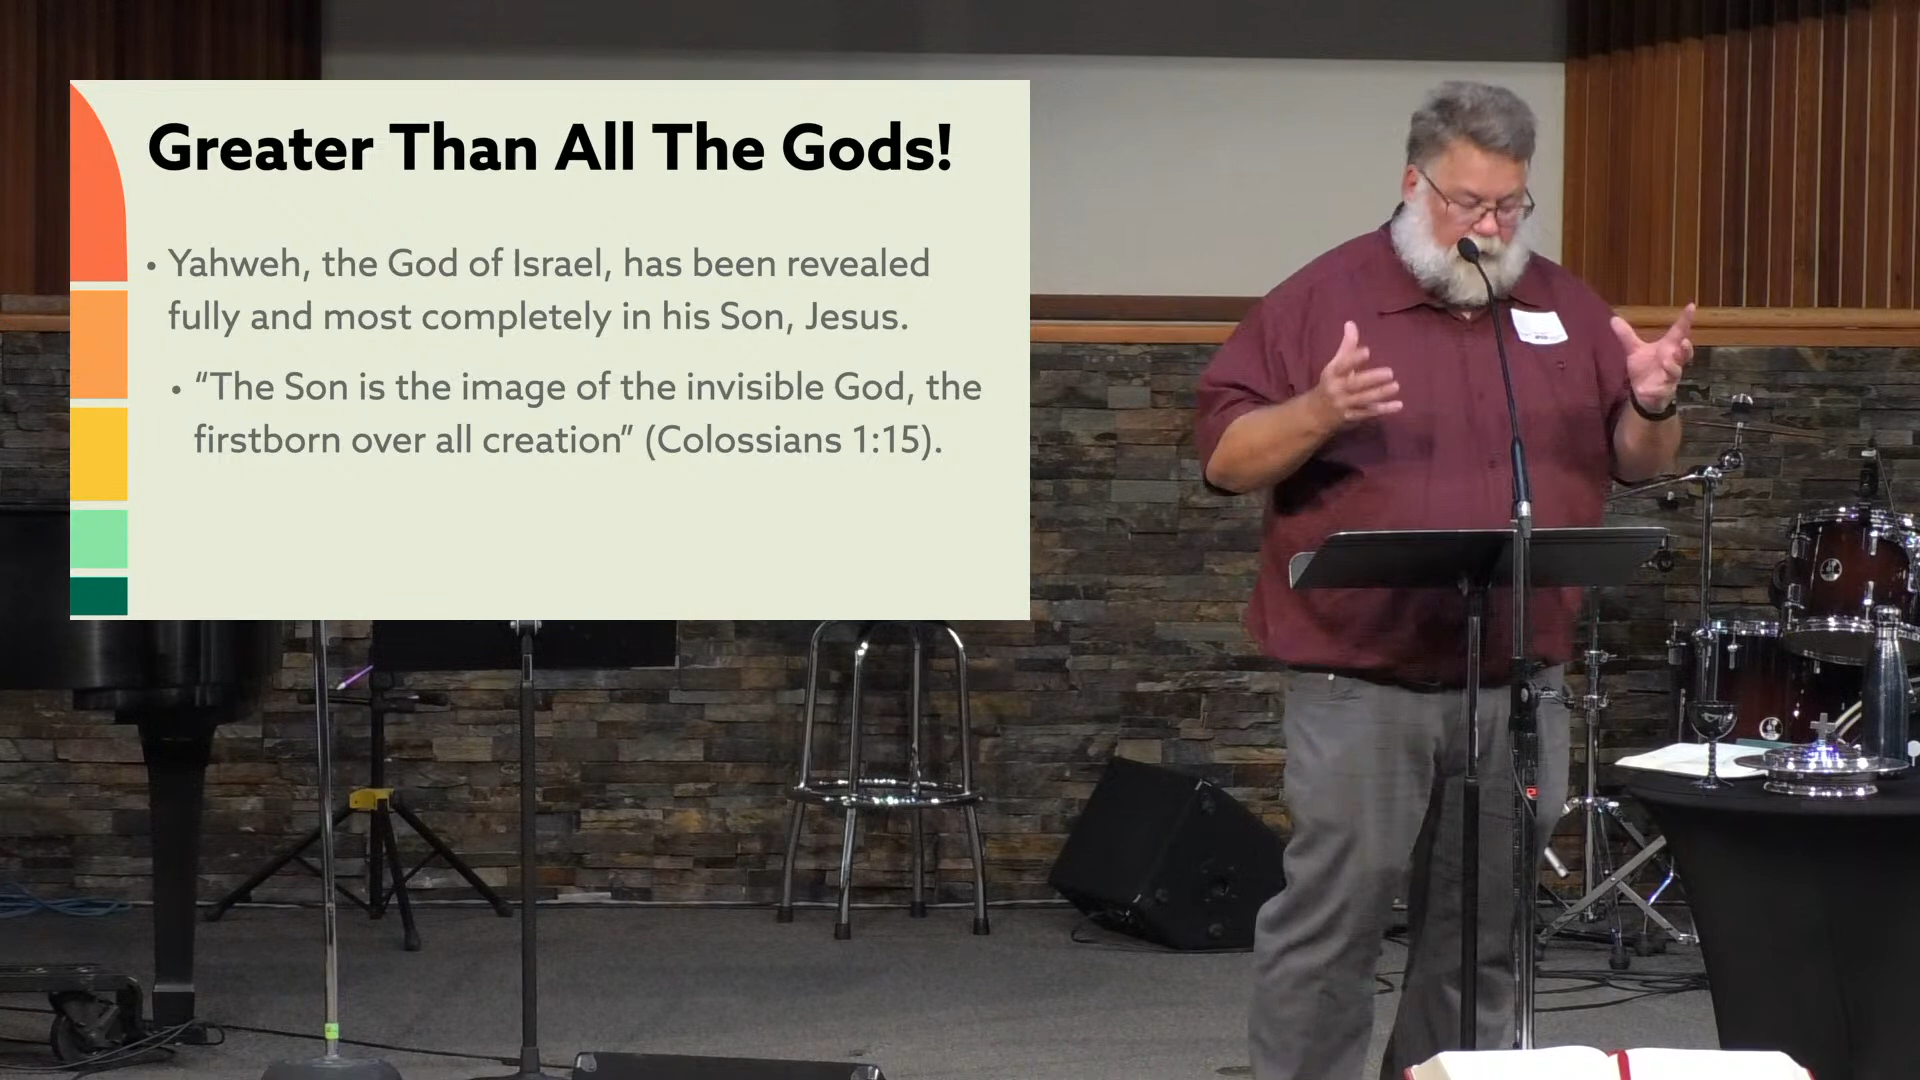 Greater Than All The Gods!
• Yahweh, the God of Israel, has been revealed
fully and most completely in his Son, Jesus.
• “The Son is the image of the invisible God, the
firstborn over all creation” (Colossians 1:15).